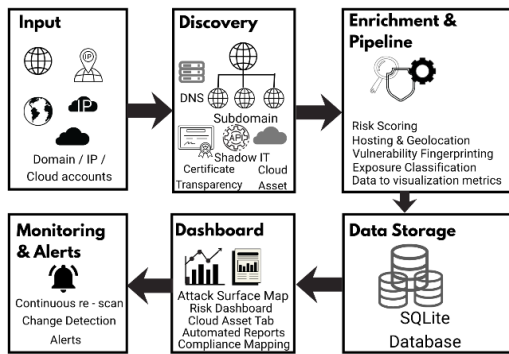 Input
IP
Domain / IP /
Cloud accounts
Discovery
DNS
Subdomain
API
Shadow IT
Certificate
Transparency
Cloud
Asset
Enrichment &
Pipeline
Risk Scoring
Hosting & Geolocation
Vulnerability Fingerprinting
Exposure Classification
Data to visualization metrics
Monitoring
& Alerts
Continuous re - scan
Change Detection
Alerts
Dashboard
Attack Surface Map
Risk Dashboard
Cloud Asset Tab
Automated Reports
Compliance Mapping
Data Storage
SQLite
Database